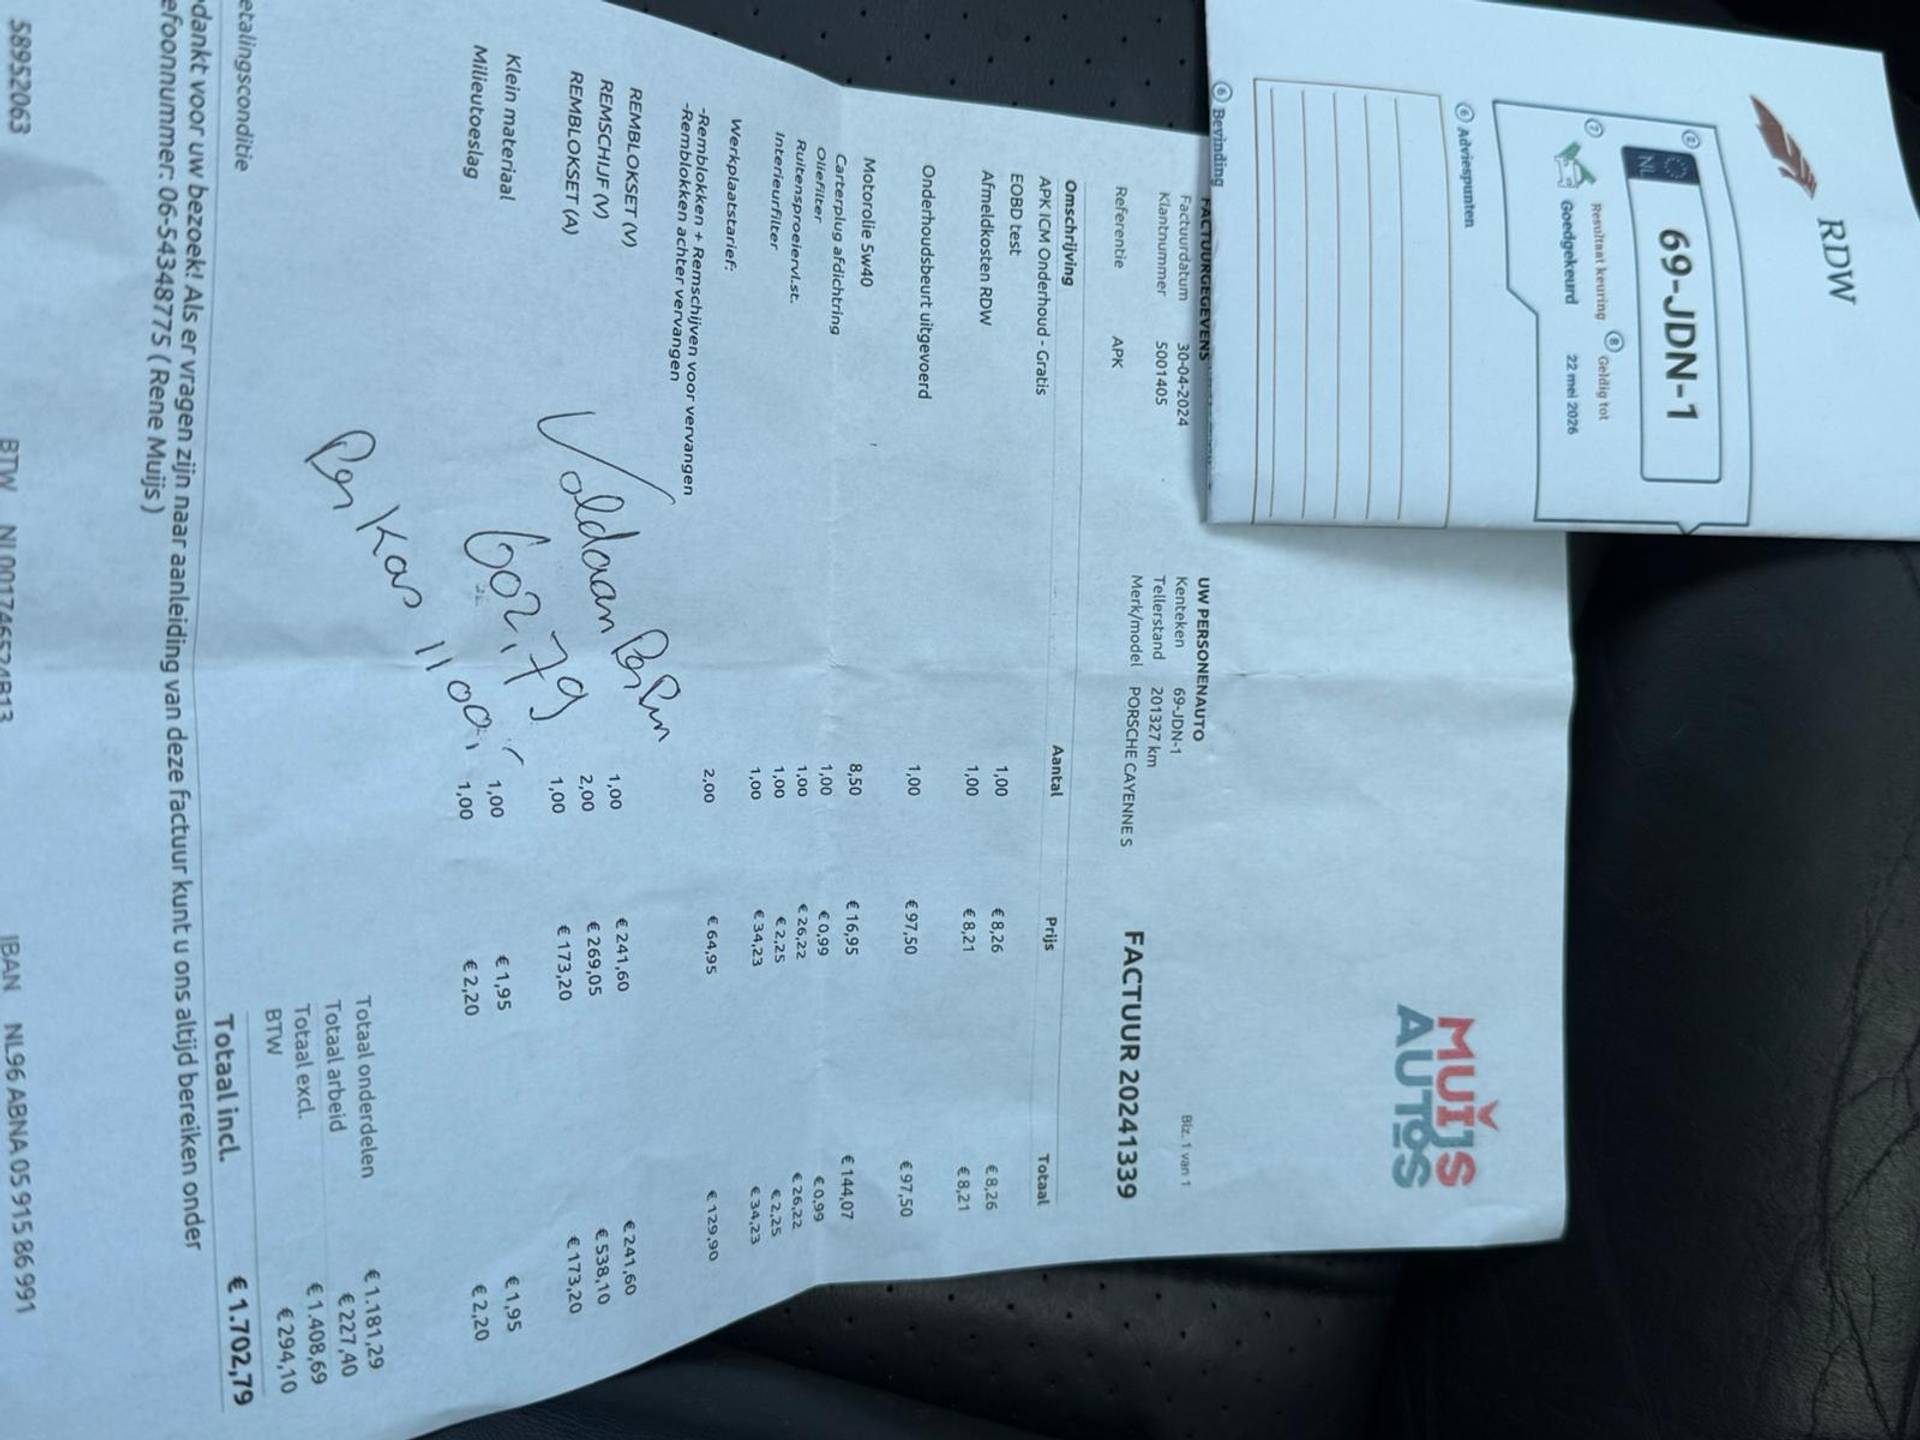 RDW
69-JDN-1
NL
Resultaat keuring
Geldig tot
Goedgekeurd
22 mei 2026
Adviespunten
Bevinding
MUIJS
AUTOS
FACTUURGEGEVENS
Factuurdatum 30-04-2024
Klantnummer 5001405
Referentie APK
UW PERSONENAUTO
Kenteken 69-JDN-1
Tellerstand 201327 km
Merk/model PORSCHE CAYENNE S
Blz. 1 van 1
FACTUUR 20241339
Omschrijving Aantal Prijs Totaal
APK ICM Onderhoud - Gratis
EOBD test 1,00 € 8,26 € 8,26
Afmeldkosten RDW 1,00 € 8,21 € 8,21
Onderhoudsbeurt uitgevoerd 1,00 € 97,50 € 97,50
Motorolie 5w40 8,50 € 16,95 € 144,07
Carterplug afdichtring 1,00 € 0,99 € 0,99
Oliefilter 1,00 € 26,22 € 26,22
Ruitensproeiervl.st. 1,00 € 2,25 € 2,25
Interieurfilter 1,00 € 34,23 € 34,23
Werkplaatstarief: 2,00 € 64,95 € 129,90
-Remblokken + Remschijven voor vervangen
-Remblokken achter vervangen
REMBLOKSET (V) 1,00 € 241,60 € 241,60
REMSCHIJF (V) 2,00 € 269,05 € 538,10
REMBLOKSET (A) 1,00 € 173,20 € 173,20
Klein materiaal 1,00 € 1,95 € 1,95
Milieutoeslag 1,00 € 2,20 € 2,20
Voldaan Per Pin
602,79
Per Kas 1100,-
Totaal onderdelen € 1.181,29
Totaal arbeid € 227,40
Totaal excl. € 1.408,69
BTW € 294,10
Totaal incl. € 1.702,79
etalingsconditie
dankt voor uw bezoek! Als er vragen zijn naar aanleiding van deze factuur kunt u ons altijd bereiken onder
efoonnummer: 06-54348775 ( Rene Muijs )
58952063 BTW NL001746524B13 IBAN NL96 ABNA 05 915 86 991